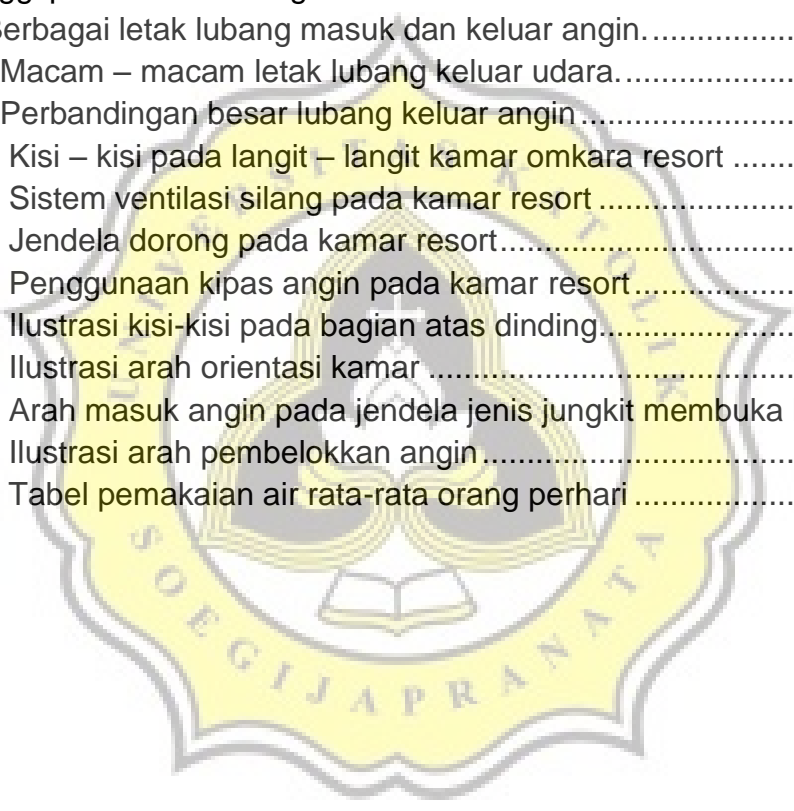 Berbagai letak lubang masuk dan keluar angin.................
Macam – macam letak lubang keluar udara.....................
Perbandingan besar lubang keluar angin.......................
Kisi – kisi pada langit – langit kamar omkara resort .......
Sistem ventilasi silang pada kamar resort .....................
Jendela dorong pada kamar resort...............................
Penggunaan kipas angin pada kamar resort..................
Ilustrasi kisi-kisi pada bagian atas dinding.....................
Ilustrasi arah orientasi kamar .......................................
Arah masuk angin pada jendela jenis jungkit membuka
Ilustrasi arah pembelokkan angin.................................
Tabel pemakaian air rata-rata orang perhari .................
UNIVERSITAS KATOLIK
SOEGIJAPRANATA